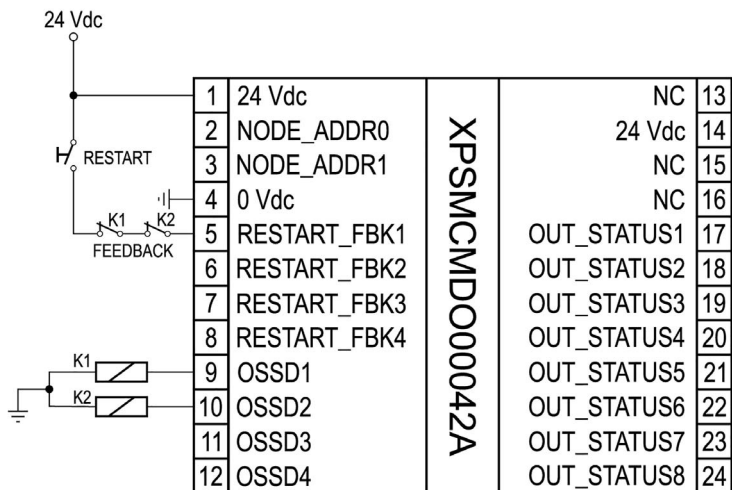 24 Vdc
1 24 Vdc NC 13
2 NODE_ADDR0 24 Vdc 14
RESTART
3 NODE_ADDR1 NC 15
4 0 Vdc NC 16
K1 K2
5 RESTART_FBK1 OUT_STATUS1 17
FEEDBACK
6 RESTART_FBK2 OUT_STATUS2 18
7 RESTART_FBK3 OUT_STATUS3 19
8 RESTART_FBK4 OUT_STATUS4 20
K1
9 OSSD1 OUT_STATUS5 21
K2
10 OSSD2 OUT_STATUS6 22
11 OSSD3 OUT_STATUS7 23
12 OSSD4 OUT_STATUS8 24
XPSMCMDO00042A